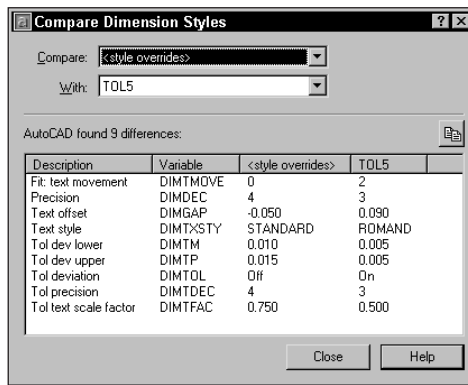 Compare Dimension Styles
Compare: <style overrides>
With: TOL5
AutoCAD found 9 differences:
Description Variable <style overrides> TOL5
Fit: text movement DIMTMOVE 0 2
Precision DIMDEC 4 3
Text offset DIMGAP -0.050 0.090
Text style DIMTXSTY STANDARD ROMAND
Tol dev lower DIMTM 0.010 0.005
Tol dev upper DIMTP 0.015 0.005
Tol deviation DIMTOL Off On
Tol precision DIMTDEC 4 3
Tol text scale factor DIMTFAC 0.750 0.500
Close Help